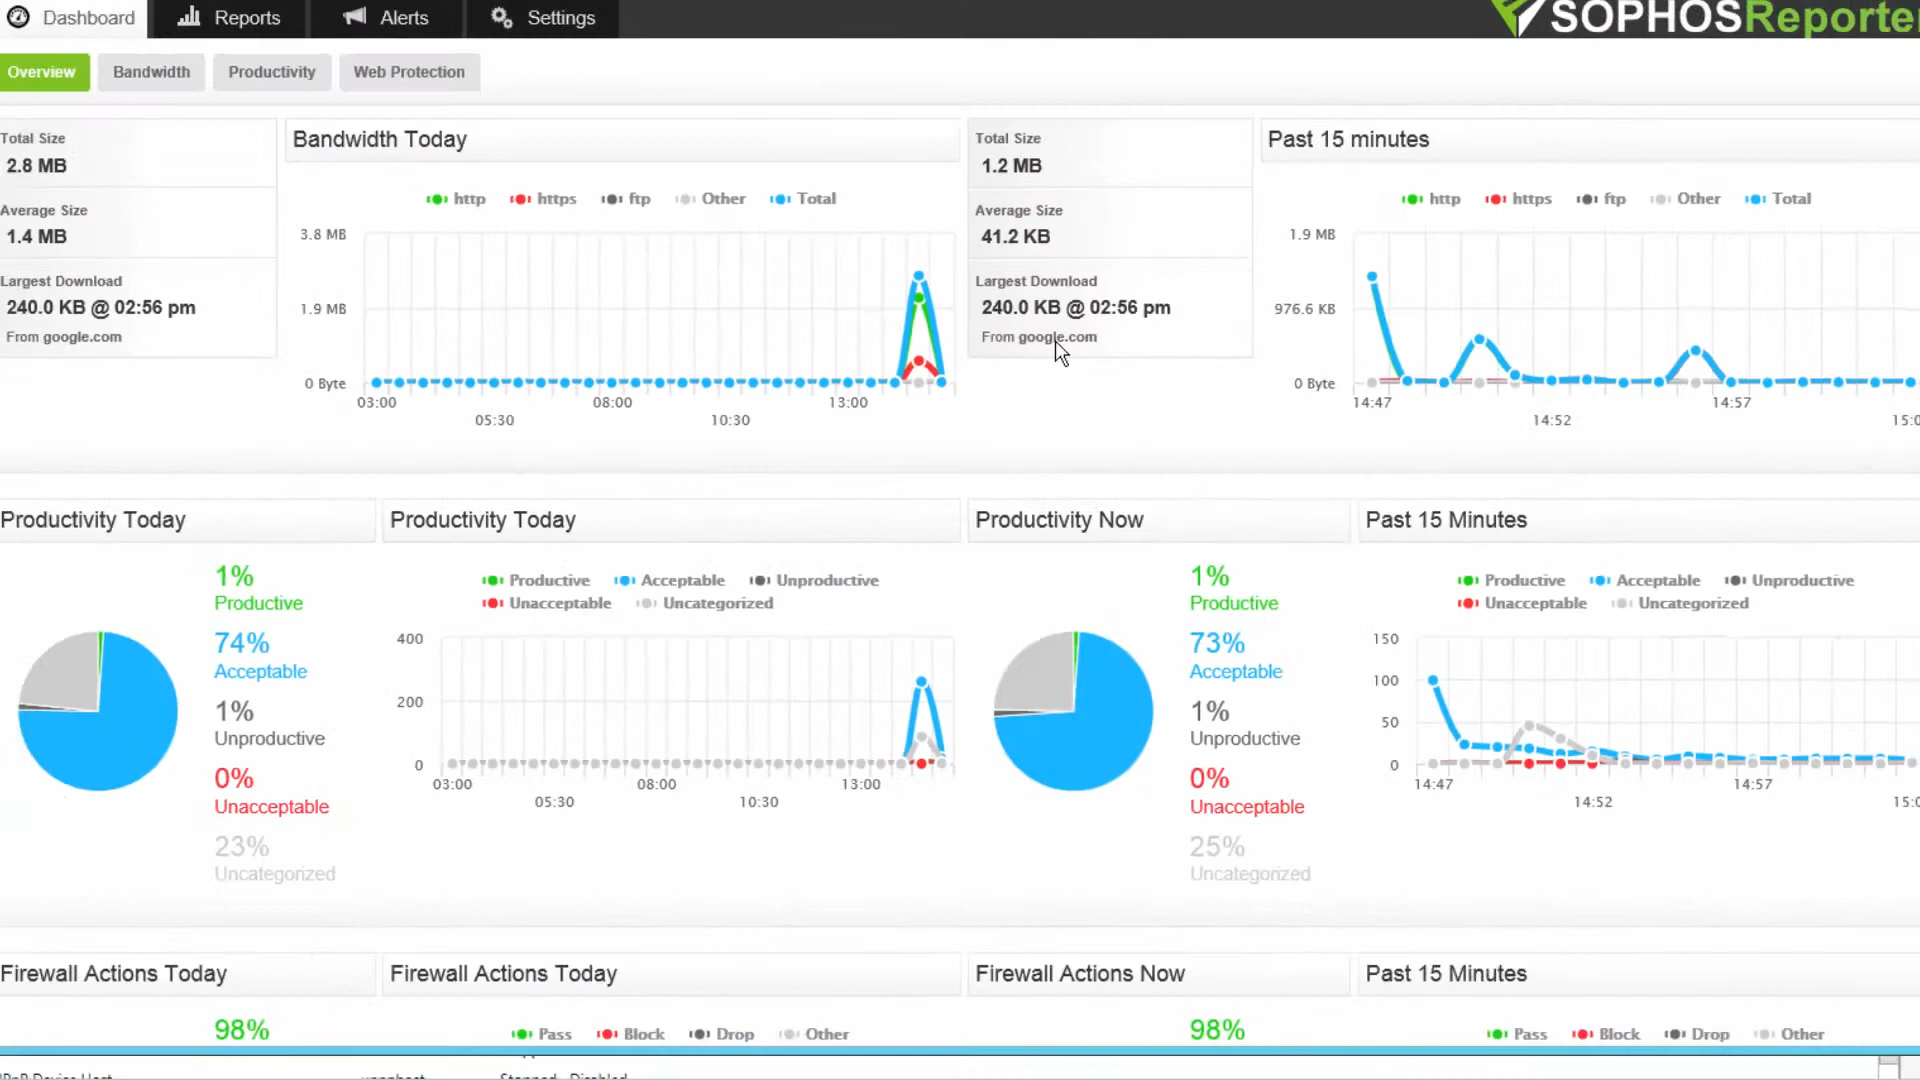 Dashboard Reports Alerts Settings SOPHOSReporte
Overview Bandwidth Productivity Web Protection
Total Size
2.8 MB
Average Size
1.4 MB
Largest Download
240.0 KB @ 02:56 pm
From google.com
Bandwidth Today
http https ftp Other Total
3.8 MB
1.9 MB
0 Byte
03:00 08:00 13:00
05:30 10:30
Total Size
1.2 MB
Average Size
41.2 KB
Largest Download
240.0 KB @ 02:56 pm
From google.com
Past 15 minutes
http https ftp Other Total
1.9 MB
976.6 KB
0 Byte
14:47 14:57
14:52 15:0
Productivity Today
1%
Productive
74%
Acceptable
1%
Unproductive
0%
Unacceptable
23%
Uncategorized
Productivity Today
Productive Acceptable Unproductive
Unacceptable Uncategorized
400
200
0
03:00 08:00 13:00
05:30 10:30
Productivity Now
1%
Productive
73%
Acceptable
1%
Unproductive
0%
Unacceptable
25%
Uncategorized
Past 15 Minutes
Productive Acceptable Unproductive
Unacceptable Uncategorized
150
100
50
0
14:47 14:57
14:52 15:0
Firewall Actions Today
98%
Firewall Actions Today
Pass Block Drop Other
Firewall Actions Now
98%
Past 15 Minutes
Pass Block Drop Other
Device Host Stopped Disabled